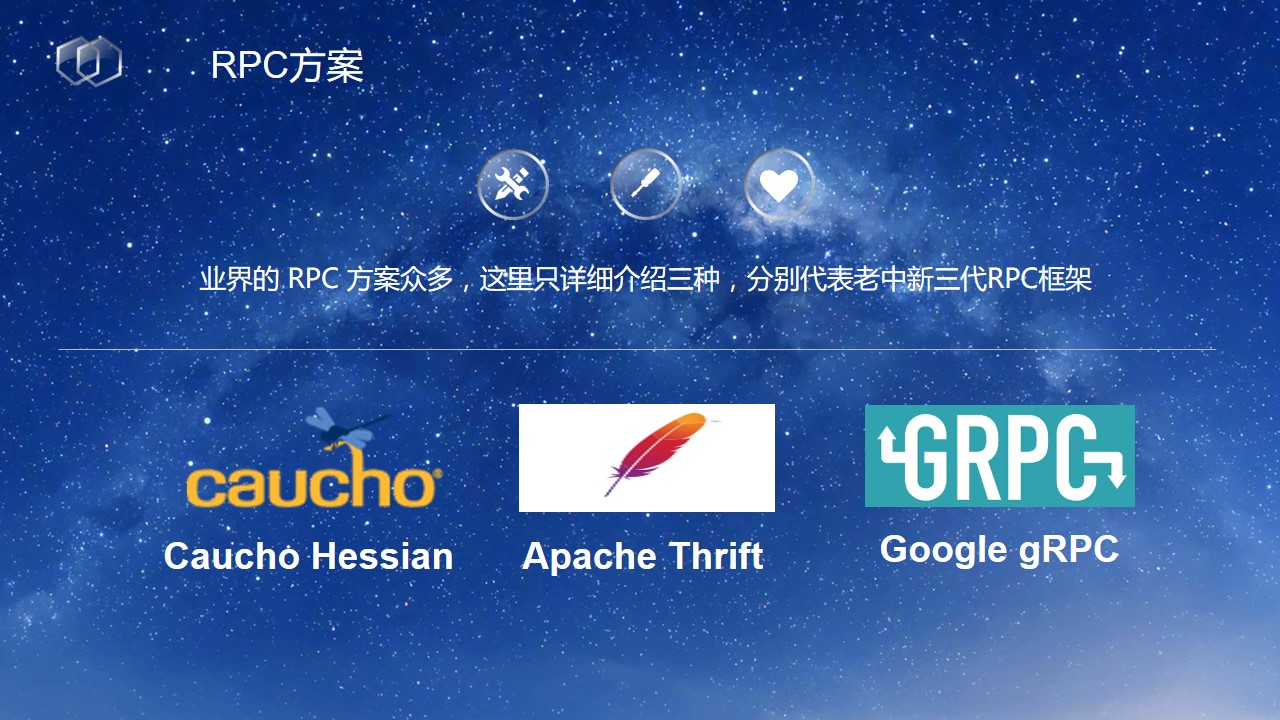 RPC方案
业界的 RPC 方案众多，这里只详细介绍三种，分别代表老中新三代RPC框架
caucho®
GRPC
Caucho Hessian
Apache Thrift
Google gRPC